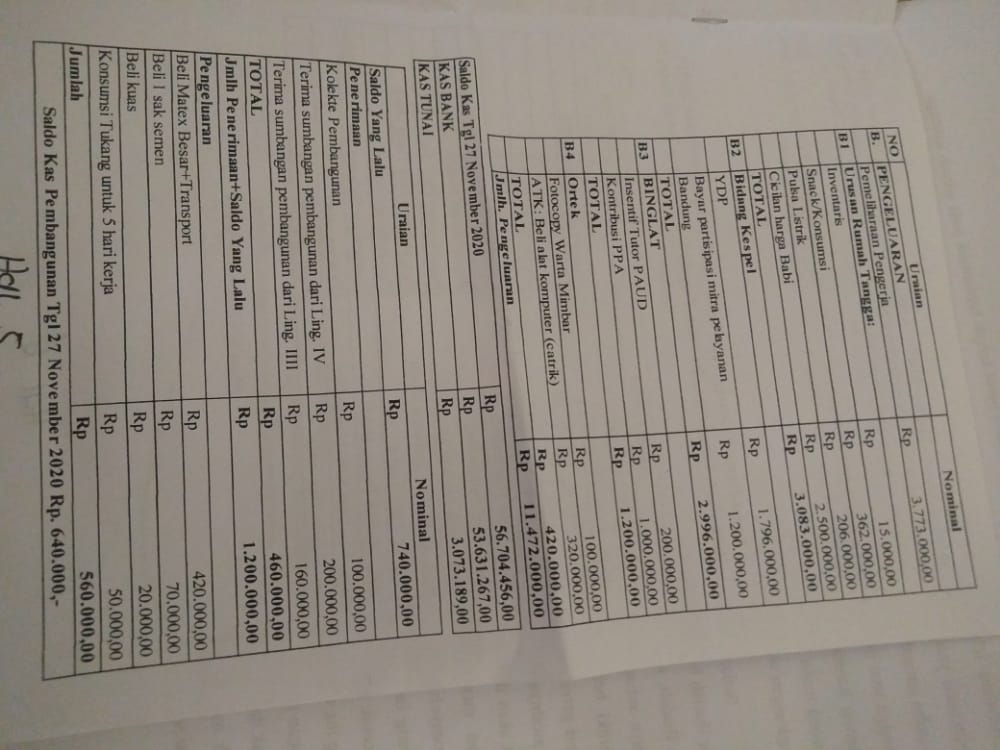 NO Uraian Nominal
B. PENGELUARAN
Pemeliharaan Pengerja Rp 3.773.000,00
B1 Urusan Rumah Tangga:
Inventaris Rp 15.000,00
Snack/Konsumsi Rp 362.000,00
Pulsa Listrik Rp 206.000,00
Cicilan harga Babi Rp 2.500.000,00
TOTAL Rp 3.083.000,00
B2 Bidang Kespel
YDP Rp 1.796.000,00
Bayar partisipasi mitra pelayanan Rp 1.200.000,00
Bandung
TOTAL Rp 2.996.000,00
B3 BINGLAT
Insentif Tutor PAUD Rp 200.000,00
Kontribusi PPA Rp 1.000.000,00
TOTAL Rp 1.200.000,00
B4 Ortek
Fotocopy Warta Mimbar Rp 100.000,00
ATK: Beli alat komputer (catrik) Rp 320.000,00
TOTAL Rp 420.000,00
Jmlh. Pengeluaran Rp 11.472.000,00
Saldo Kas Tgl 27 November 2020 Rp 56.704.456,00
KAS BANK Rp 53.631.267,00
KAS TUNAI Rp 3.073.189,00
Uraian Nominal
Saldo Yang Lalu Rp 740.000,00
Penerimaan
Kolekte Pembangunan Rp 100.000,00
Terima sumbangan pembangunan dari Ling. IV Rp 200.000,00
Terima sumbangan pembangunan dari Ling. IIII Rp 160.000,00
TOTAL Rp 460.000,00
Jmlh Penerimaan+Saldo Yang Lalu Rp 1.200.000,00
Pengeluaran
Beli Matex Besar+Transport Rp 420.000,00
Beli 1 sak semen Rp 70.000,00
Beli kuas Rp 20.000,00
Konsumsi Tukang untuk 5 hari kerja Rp 50.000,00
Jumlah Rp 560.000,00
Saldo Kas Pembangunan Tgl 27 November 2020 Rp. 640.000,-
Hall 5